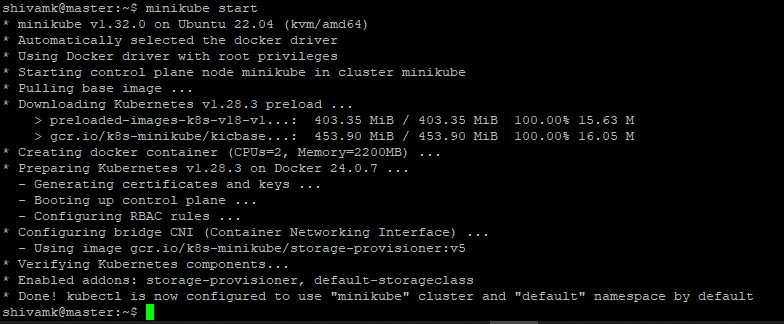 shivamk@master:~$ minikube start
* minikube v1.32.0 on Ubuntu 22.04 (kvm/amd64)
* Automatically selected the docker driver
* Using Docker driver with root privileges
* Starting control plane node minikube in cluster minikube
* Pulling base image ...
* Downloading Kubernetes v1.28.3 preload ...
    > preloaded-images-k8s-v18-v1...:  403.35 MiB / 403.35 MiB  100.00% 15.63 M
    > gcr.io/k8s-minikube/kicbase...:  453.90 MiB / 453.90 MiB  100.00% 16.05 M
* Creating docker container (CPUs=2, Memory=2200MB) ...
* Preparing Kubernetes v1.28.3 on Docker 24.0.7 ...
  - Generating certificates and keys ...
  - Booting up control plane ...
  - Configuring RBAC rules ...
* Configuring bridge CNI (Container Networking Interface) ...
  - Using image gcr.io/k8s-minikube/storage-provisioner:v5
* Verifying Kubernetes components...
* Enabled addons: storage-provisioner, default-storageclass
* Done! kubectl is now configured to use "minikube" cluster and "default" namespace by default
shivamk@master:~$